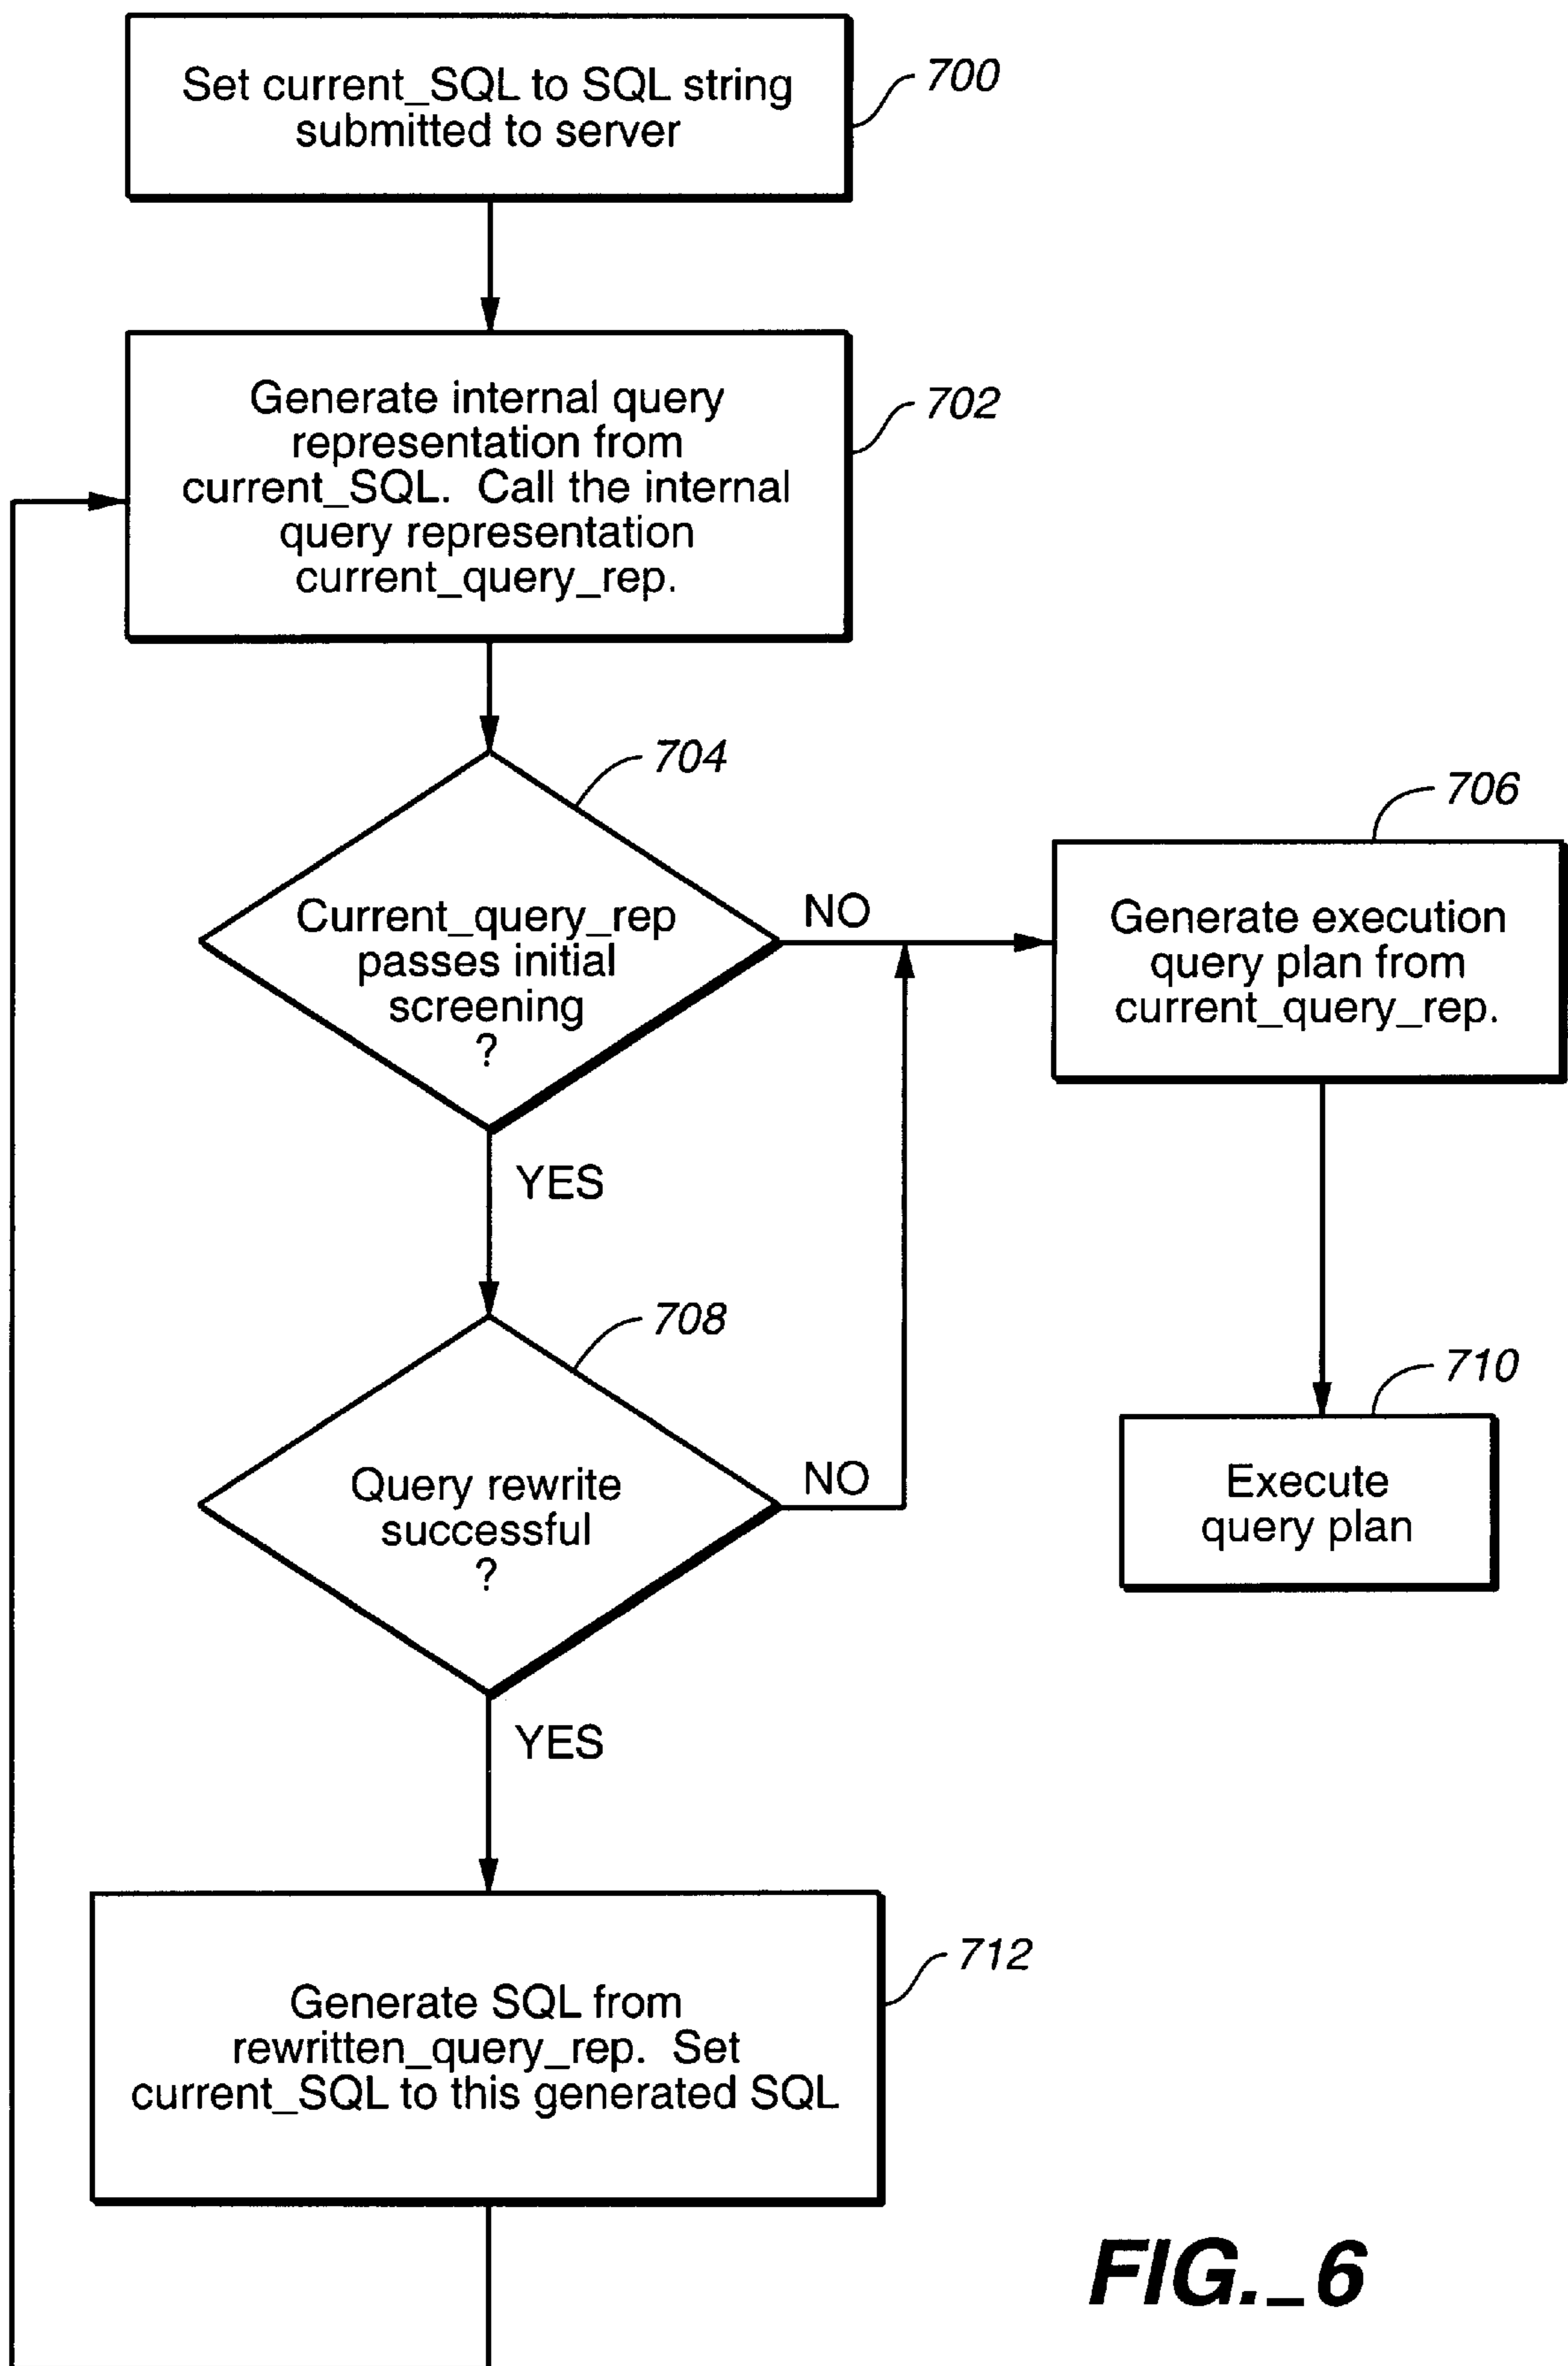 Set current_SQL to SQL string
submitted to server
700
Generate internal query
representation from
current_SQL. Call the internal
query representation
current_query_rep.
702
704
Current_query_rep
passes initial
screening
?
NO
YES
706
Generate execution
query plan from
current_query_rep.
708
Query rewrite
successful
?
NO
YES
710
Execute
query plan
712
Generate SQL from
rewritten_query_rep. Set
current_SQL to this generated SQL
FIG._6